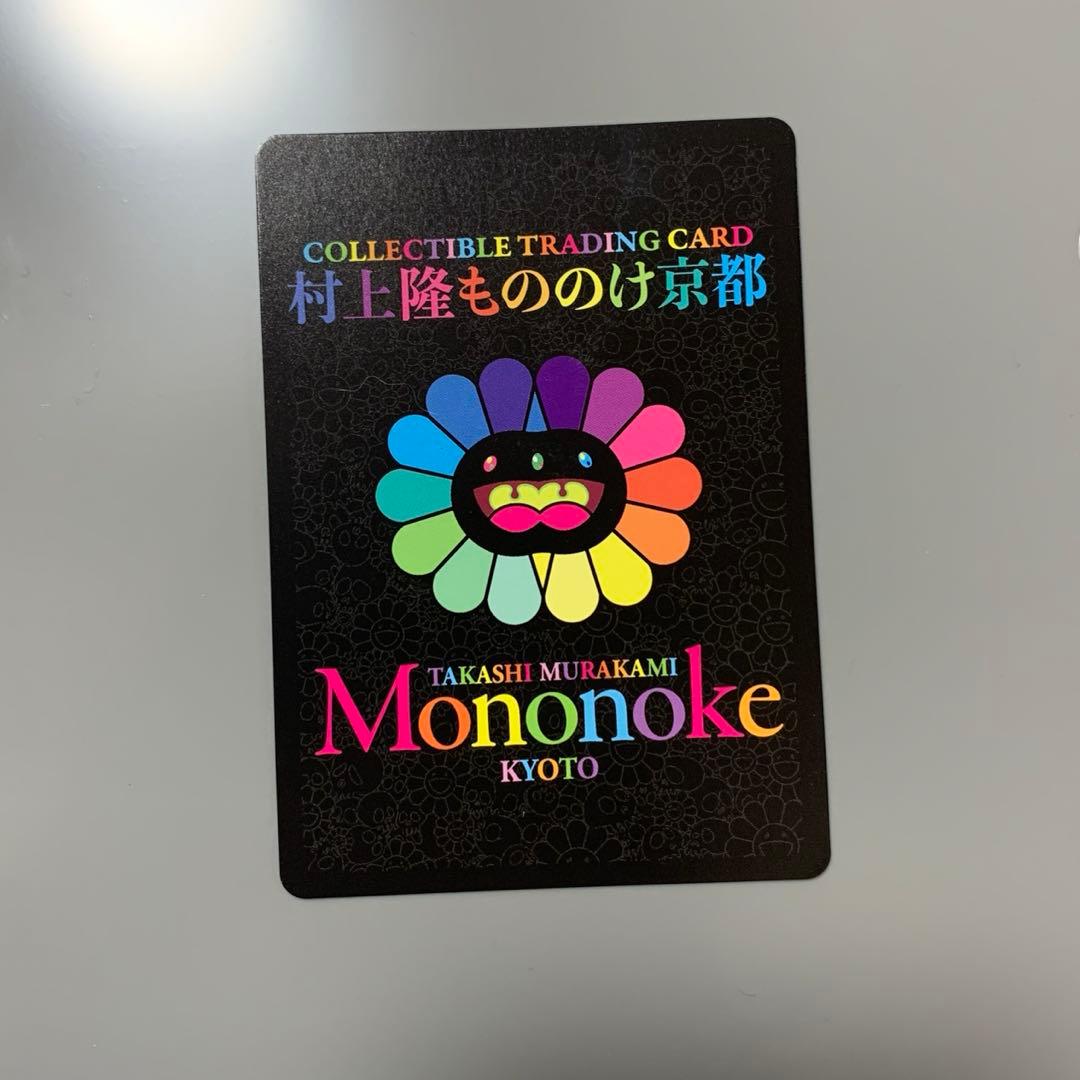 COLLECTIBLE TRADING CARD
村上隆もののけ京都
TAKASHI MURAKAMI
Mononoke
KYOTO